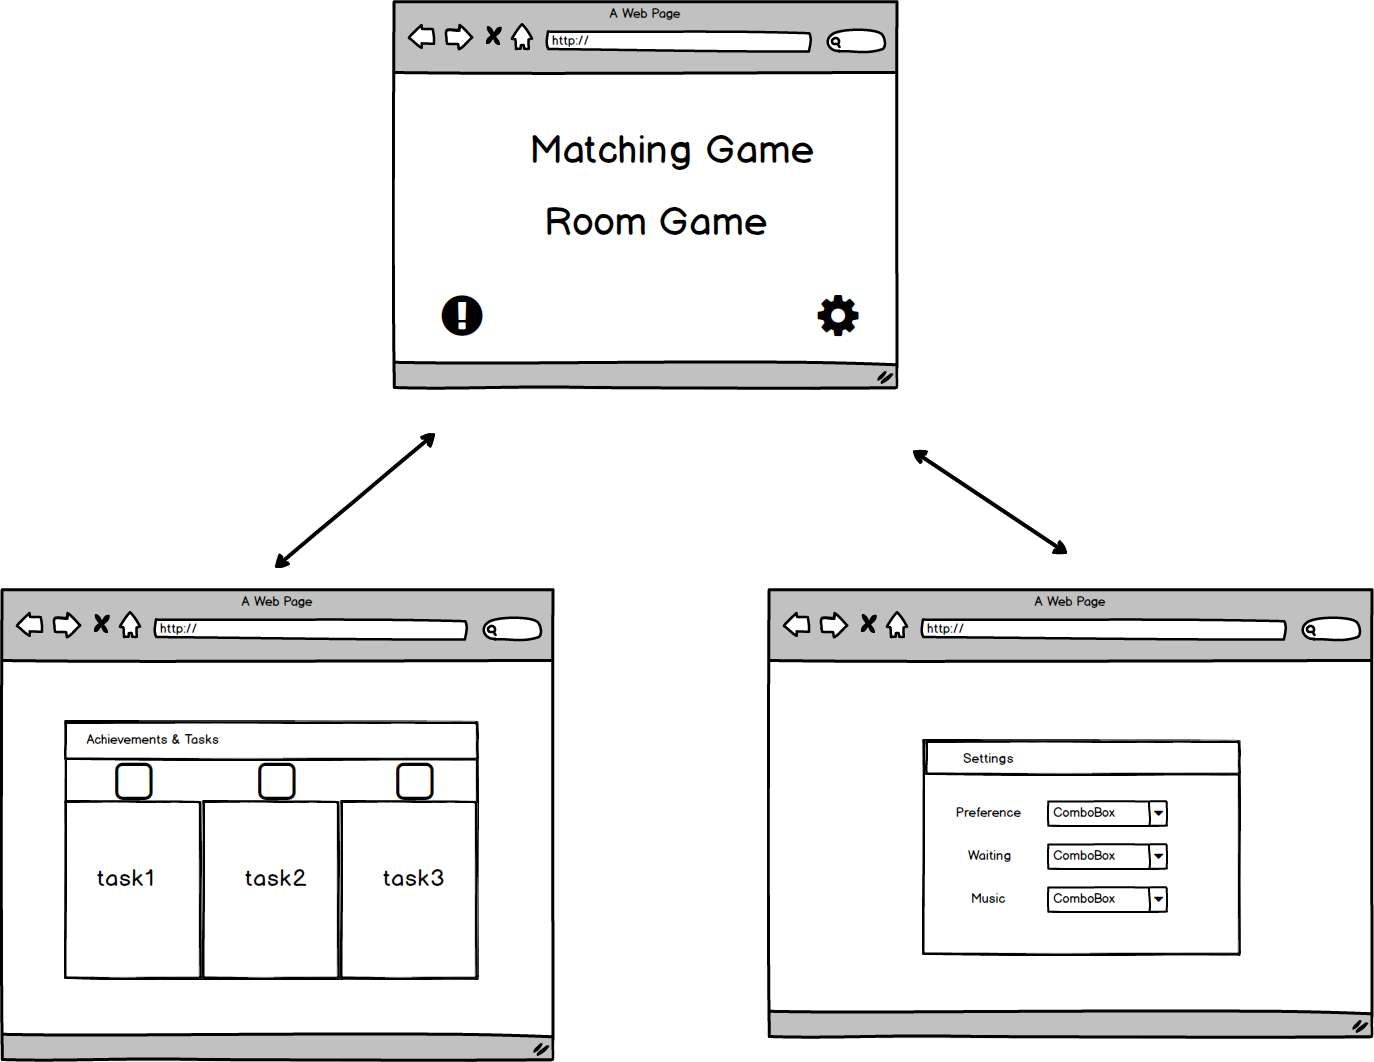 A Web Page
http://
Matching Game
Room Game
A Web Page
http://
Achievements & Tasks
task1
task2
task3
A Web Page
http://
Settings
Preference ComboBox
Waiting ComboBox
Music ComboBox